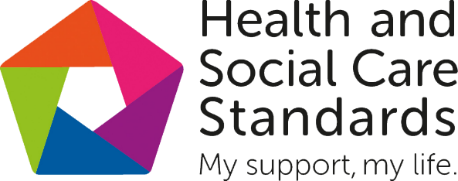 Health and
Social Care
Standards
My support, my life.